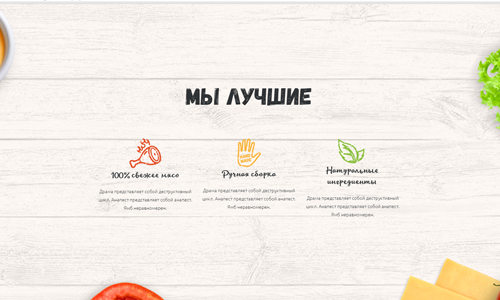 МЫ ЛУЧШИЕ
100% свежее мясо
Драма представляет собой деструктивный
цикл. Анапест представляет собой анапест.
Ямб неравномерен.
Ручная сборка
Драма представляет собой деструктивный
цикл. Анапест представляет собой анапест.
Ямб неравномерен.
Натуральные
ингредиенты
Драма представляет собой деструктивный
цикл. Анапест представляет собой анапест.
Ямб неравномерен.